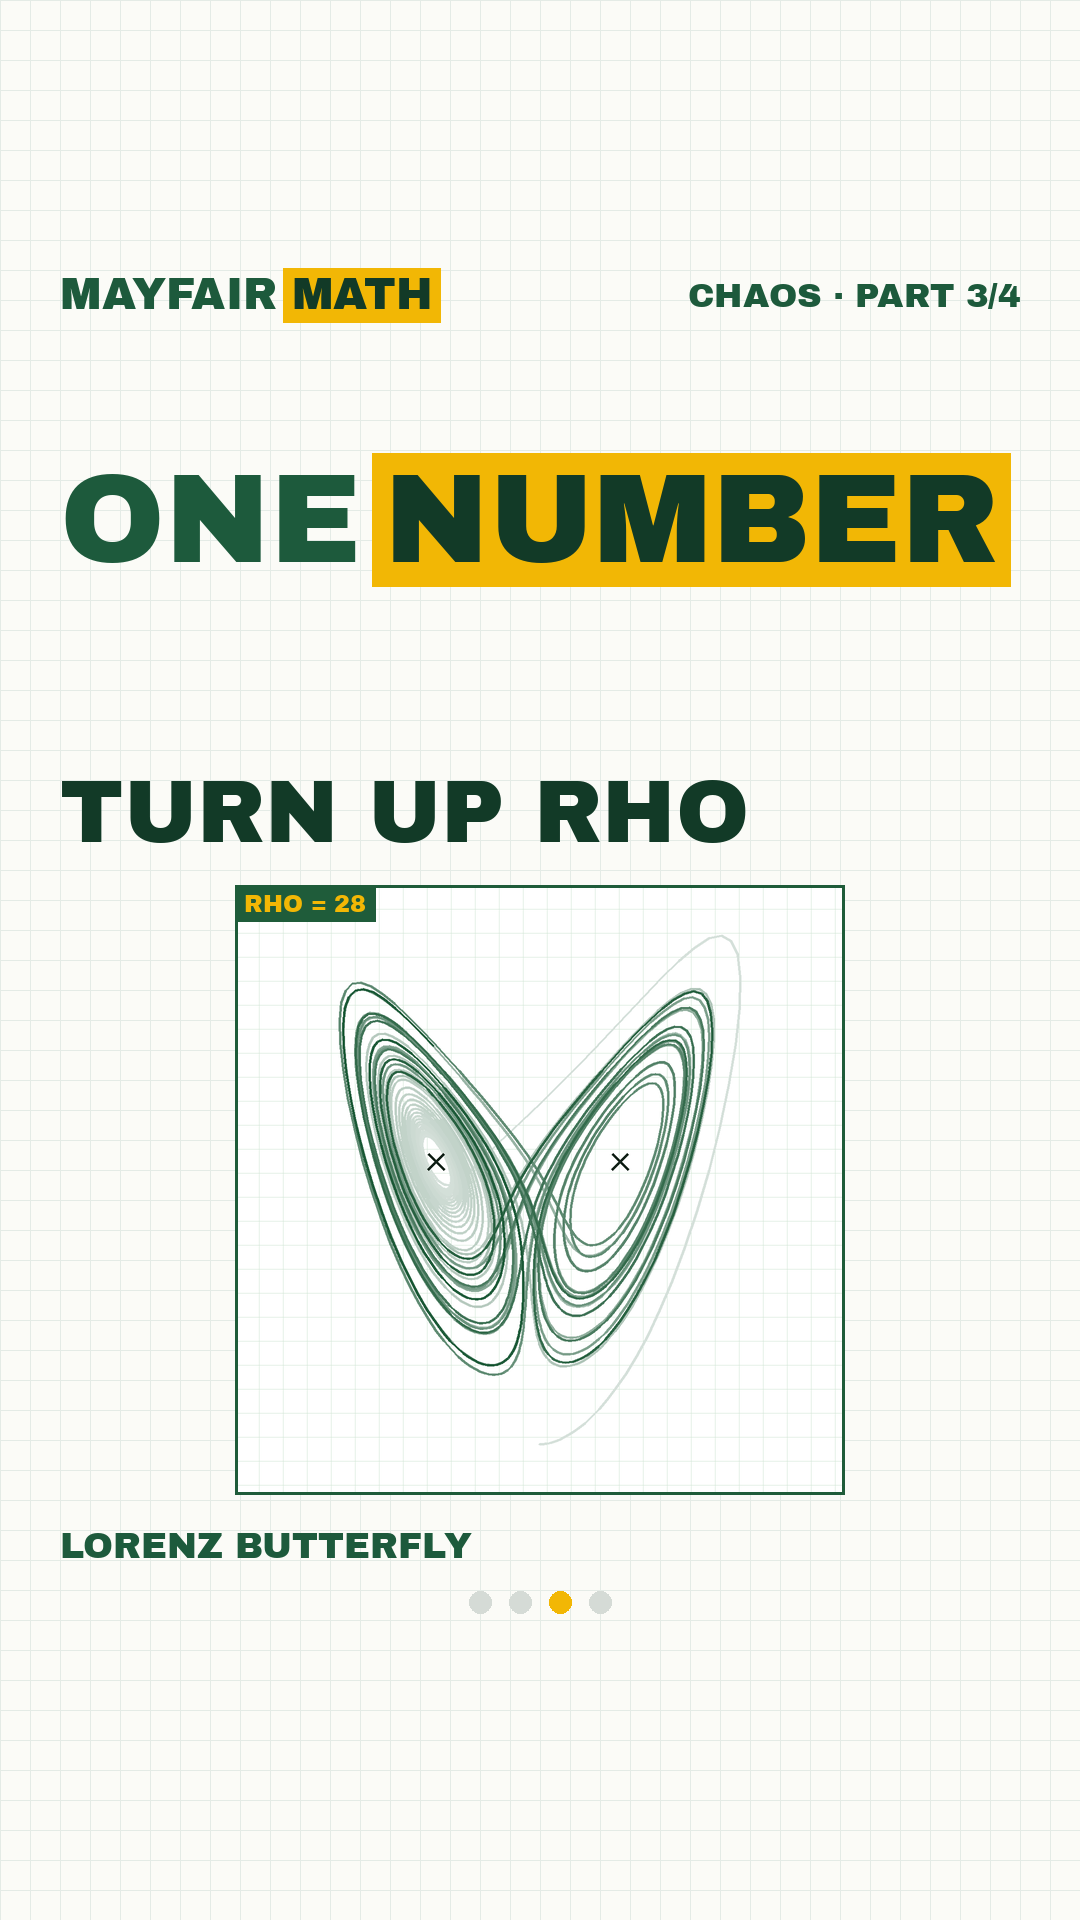 MAYFAIR MATH
CHAOS · PART 3/4
ONE NUMBER
TURN UP RHO
RHO = 28
LORENZ BUTTERFLY